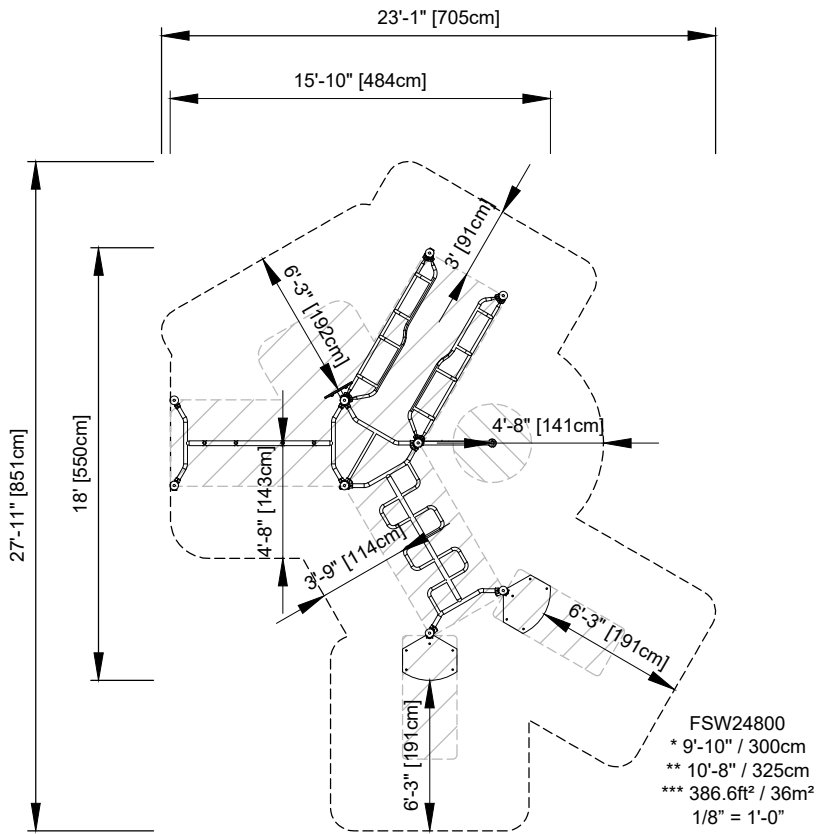 23'-1" [705cm]
15'-10" [484cm]
3' [91cm]
6'-3" [192cm]
4'-8" [141cm]
27'-11" [851cm]
18' [550cm]
4'-8" [143cm]
3'-9" [114cm]
6'-3" [191cm]
6'-3" [191cm]
FSW24800
* 9'-10" / 300cm
** 10'-8" / 325cm
*** 386.6ft² / 36m²
1/8” = 1'-0”